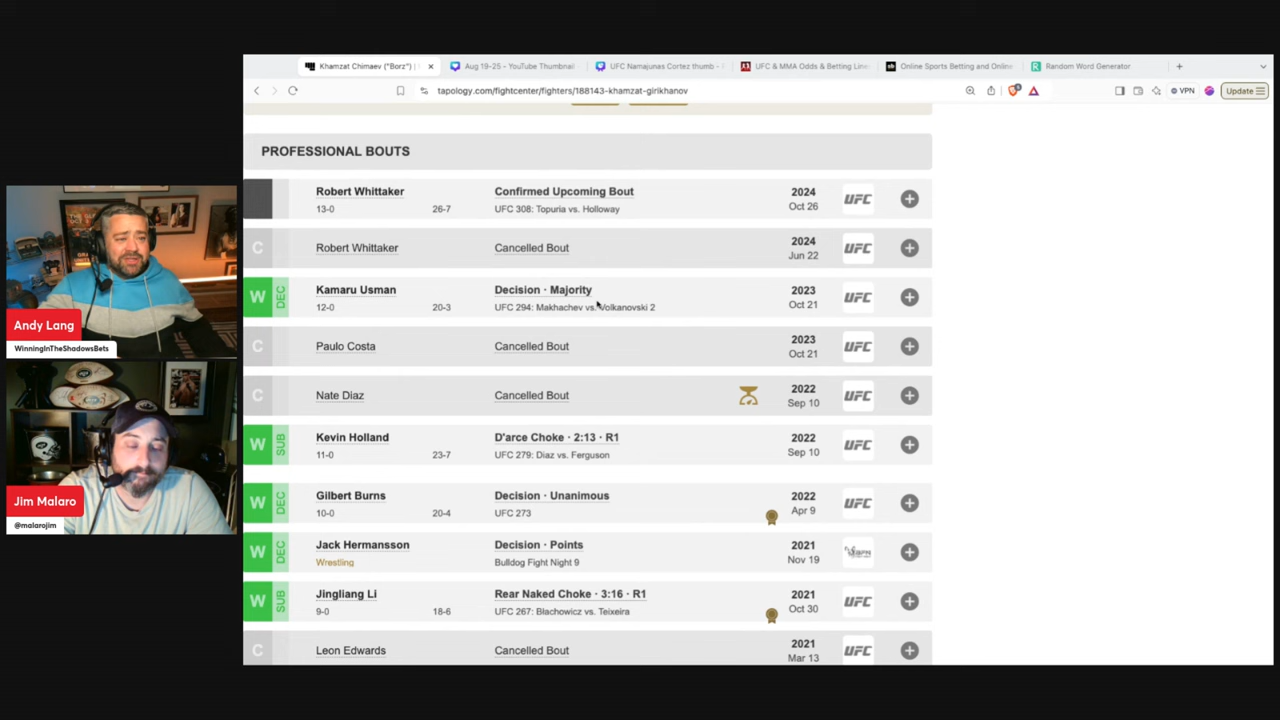 Khamzat Chimaev ("Borz") |
Aug 19-25 - YouTube Thumbnail
UFC Namajunas Cortez thumb -
UFC & MMA Odds & Betting Line
Online Sports Betting and Online
Random Word Generator
tapology.com/fightcenter/fighters/188143-khamzat-girikhanov
VPN
Update
PROFESSIONAL BOUTS
Robert Whittaker Confirmed Upcoming Bout 2024 UFC
13-0 26-7 UFC 308: Topuria vs. Holloway Oct 26
C Robert Whittaker Cancelled Bout 2024 UFC
Jun 22
W DEC Kamaru Usman Decision · Majority 2023 UFC
12-0 20-3 UFC 294: Makhachev vs. Volkanovski 2 Oct 21
C Paulo Costa Cancelled Bout 2023 UFC
Oct 21
C Nate Diaz Cancelled Bout 2022 UFC
Sep 10
W SUB Kevin Holland D'arce Choke · 2:13 · R1 2022 UFC
11-0 23-7 UFC 279: Diaz vs. Ferguson Sep 10
W DEC Gilbert Burns Decision · Unanimous 2022 UFC
10-0 20-4 UFC 273 Apr 9
W DEC Jack Hermansson Decision · Points 2021
Wrestling Bulldog Fight Night 9 Nov 19
W SUB Jingliang Li Rear Naked Choke · 3:16 · R1 2021 UFC
9-0 18-6 UFC 267: Błachowicz vs. Teixeira Oct 30
C Leon Edwards Cancelled Bout 2021 UFC
Mar 13
Andy Lang
WinningInTheShadowsBets
Jim Malaro
@malarojim